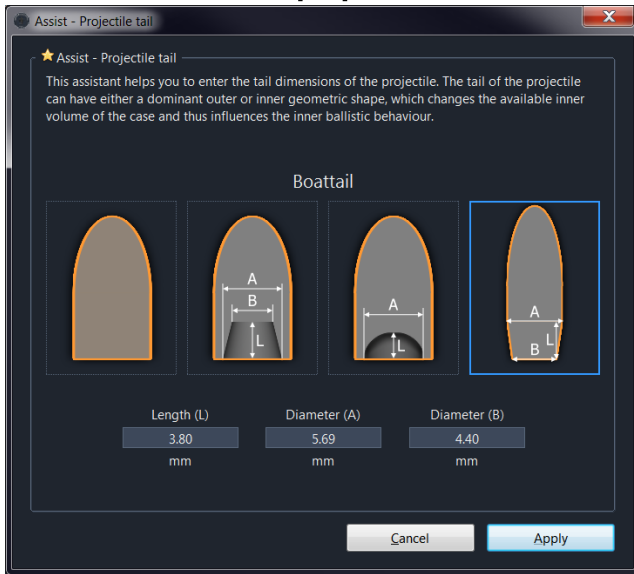 Assist - Projectile tail
Assist - Projectile tail
This assistant helps you to enter the tail dimensions of the projectile. The tail of the projectile
can have either a dominant outer or inner geometric shape, which changes the available inner
volume of the case and thus influences the inner ballistic behaviour.
Boattail
A
B
L
A
L
A
L
B
Length (L) Diameter (A) Diameter (B)
3.80 5.69 4.40
mm mm mm
Cancel Apply